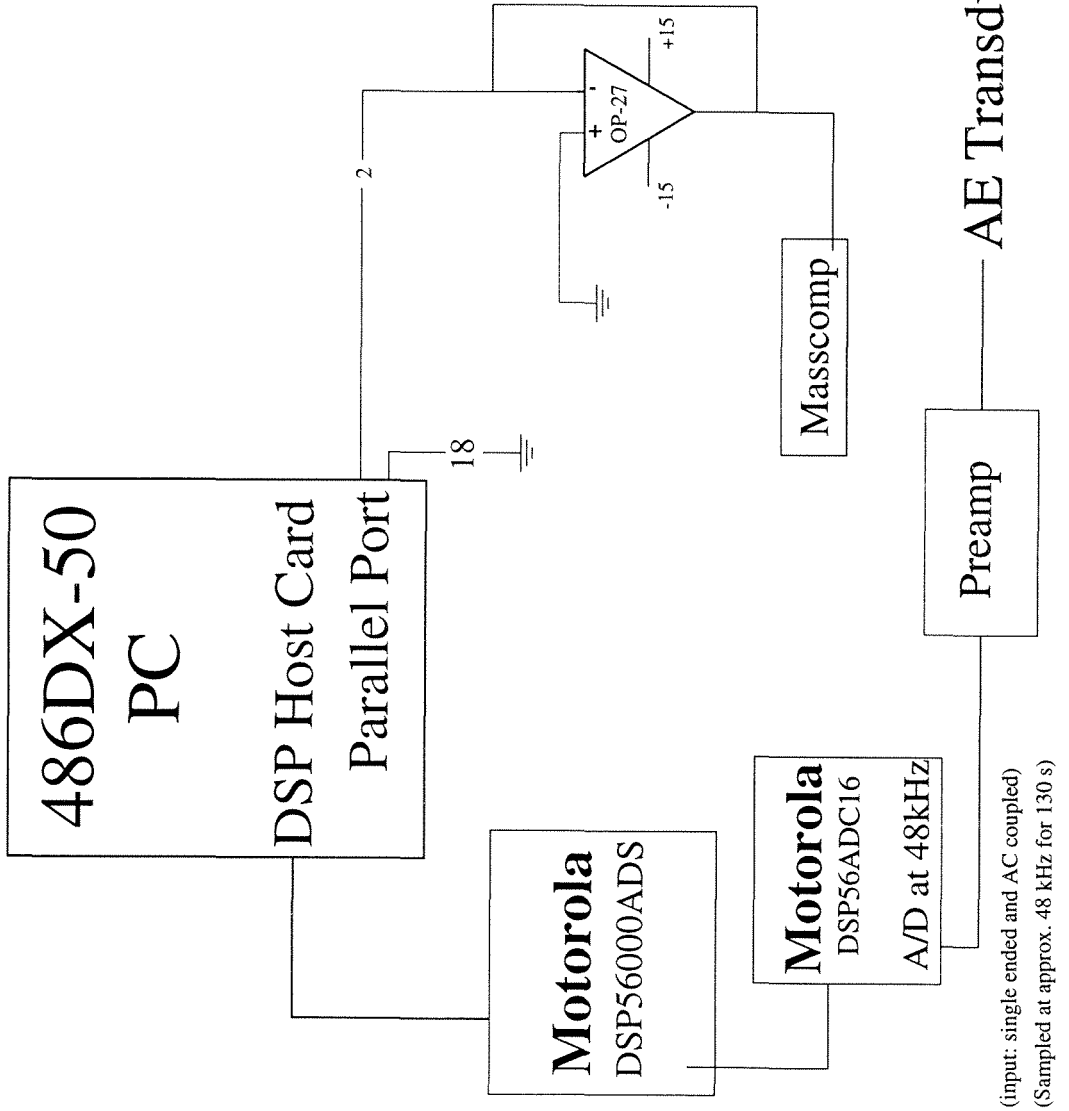 486DX-50
PC
DSP Host Card
Parallel Port
2
18
-
+
OP-27
+15
-15
Masscomp
Motorola
DSP56000ADS
Motorola
DSP56ADC16
A/D at 48kHz
Preamp
AE Transd
(input: single ended and AC coupled)
(Sampled at approx. 48 kHz for 130 s)